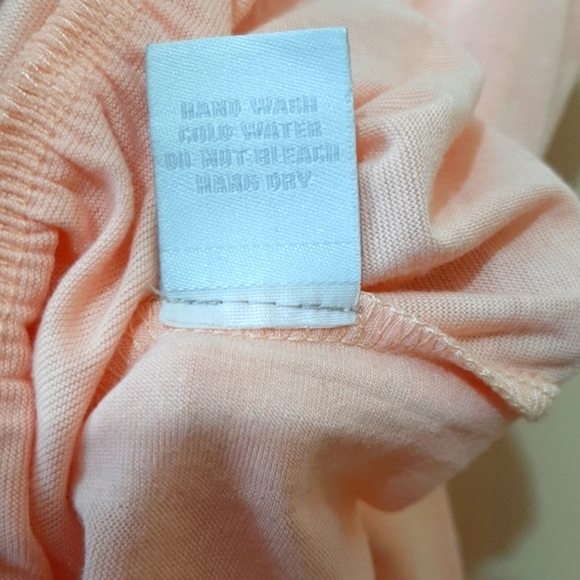 HAND WASH
COLD WATER
DO NOT BLEACH
HANG DRY